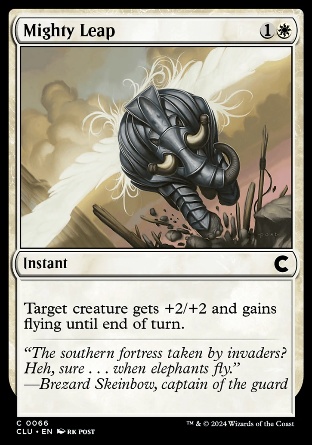 Mighty Leap 1
Instant
Target creature gets +2/+2 and gains
flying until end of turn.
"The southern fortress taken by invaders?
Heh, sure . . . when elephants fly."
—Brezard Skeinbow, captain of the guard
C 0066
CLU • EN RK POST
™ & © 2024 Wizards of the Coast